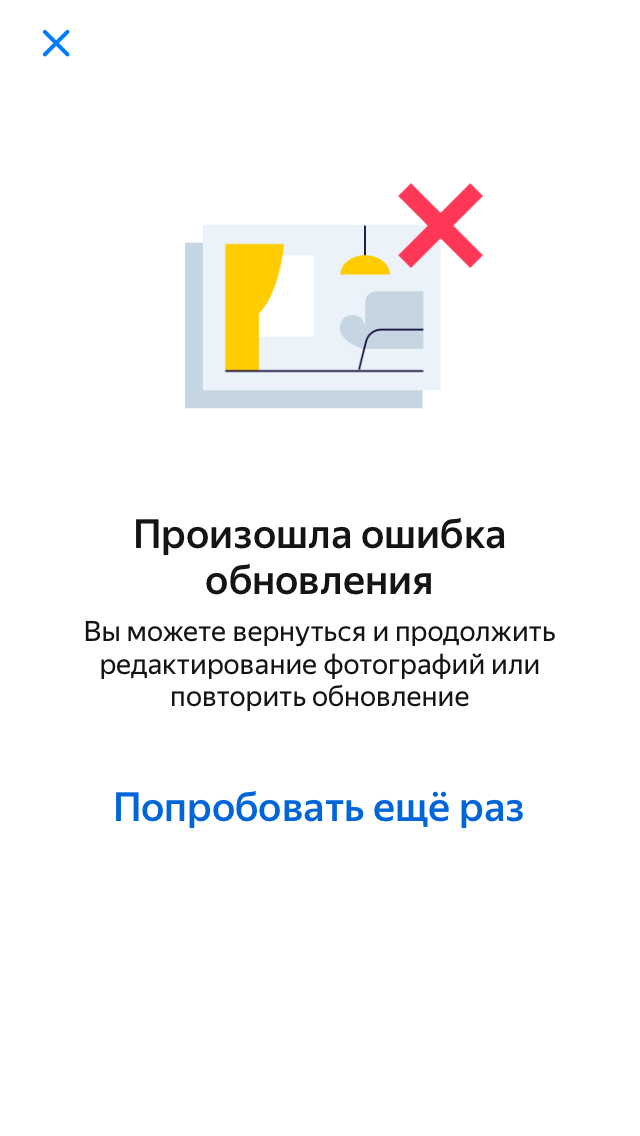 Произошла ошибка
обновления
Вы можете вернуться и продолжить
редактирование фотографий или
повторить обновление
Попробовать ещё раз